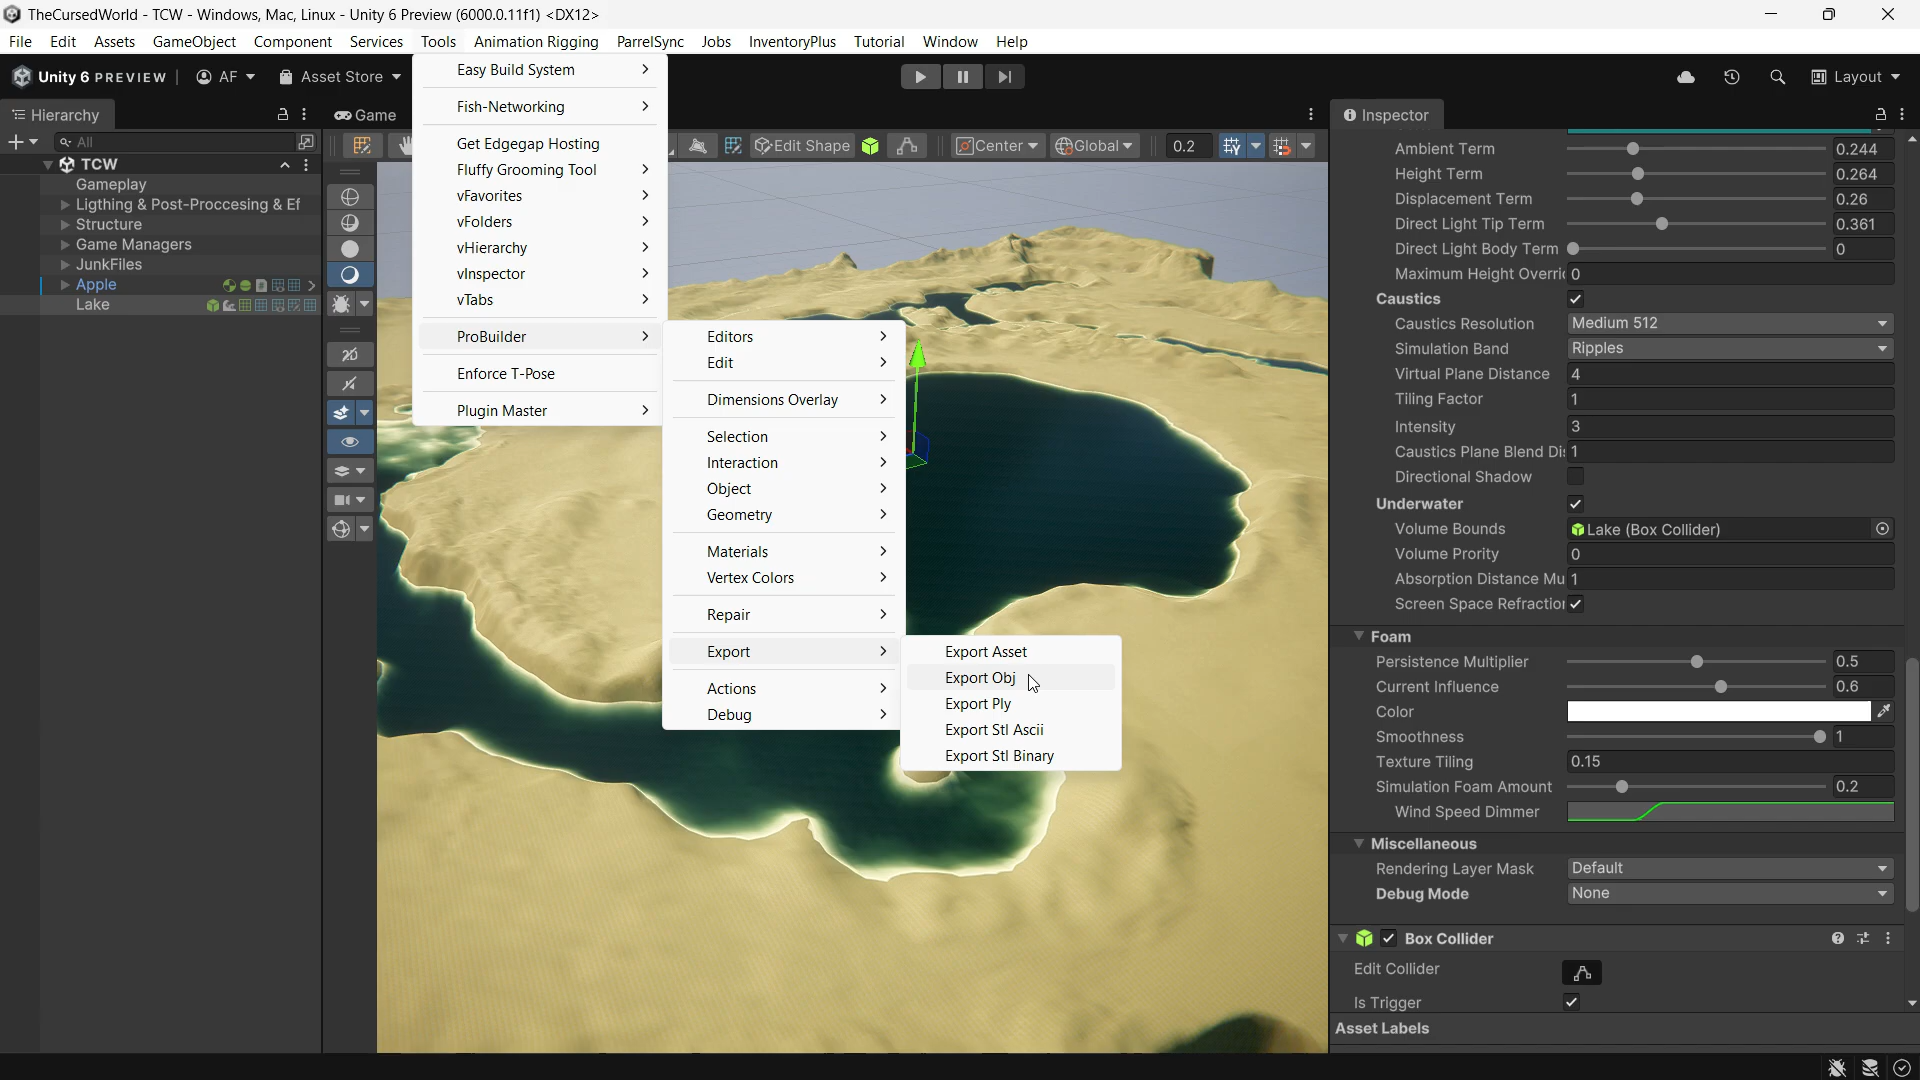 TheCursedWorld - TCW - Windows, Mac, Linux - Unity 6 Preview (6000.0.11f1) <DX12>
File Edit Assets GameObject Component Services Tools Animation Rigging ParrelSync Jobs InventoryPlus Tutorial Window Help
Unity 6 PREVIEW AF Asset Store Layout
Hierarchy
All
TCW
Gameplay
Ligthing & Post-Proccesing & Ef
Structure
Game Managers
JunkFiles
Apple
Lake
Game
Edit Shape Center Global 0.2
Easy Build System
Fish-Networking
Get Edgegap Hosting
Fluffy Grooming Tool
vFavorites
vFolders
vHierarchy
vInspector
vTabs
ProBuilder
Enforce T-Pose
Plugin Master
Editors
Edit
Dimensions Overlay
Selection
Interaction
Object
Geometry
Materials
Vertex Colors
Repair
Export
Actions
Debug
Export Asset
Export Obj
Export Ply
Export Stl Ascii
Export Stl Binary
2D
Inspector
Ambient Term 0.244
Height Term 0.264
Displacement Term 0.26
Direct Light Tip Term 0.361
Direct Light Body Term 0
Maximum Height Overri 0
Caustics
Caustics Resolution Medium 512
Simulation Band Ripples
Virtual Plane Distance 4
Tiling Factor 1
Intensity 3
Caustics Plane Blend Di 1
Directional Shadow
Underwater
Volume Bounds Lake (Box Collider)
Volume Prority 0
Absorption Distance Mu 1
Screen Space Refraction
Foam
Persistence Multiplier 0.5
Current Influence 0.6
Color
Smoothness 1
Texture Tiling 0.15
Simulation Foam Amount 0.2
Wind Speed Dimmer
Miscellaneous
Rendering Layer Mask Default
Debug Mode None
Box Collider
Edit Collider
Is Trigger
Asset Labels